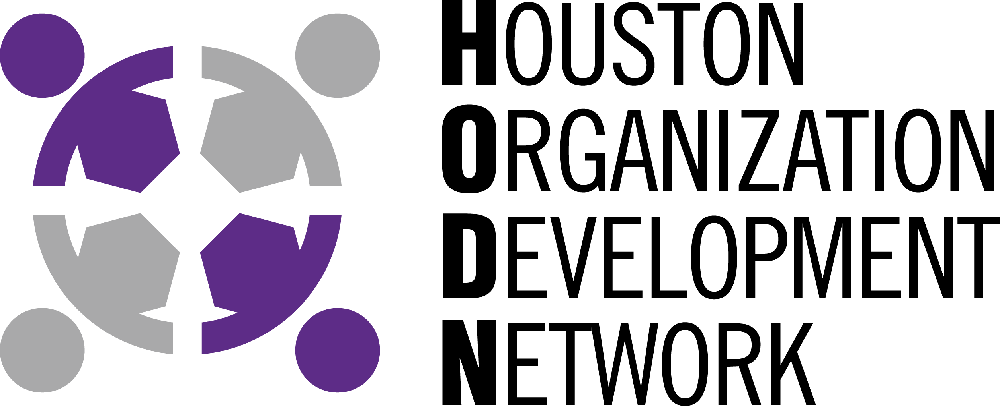 HOUSTON
ORGANIZATION
DEVELOPMENT
NETWORK